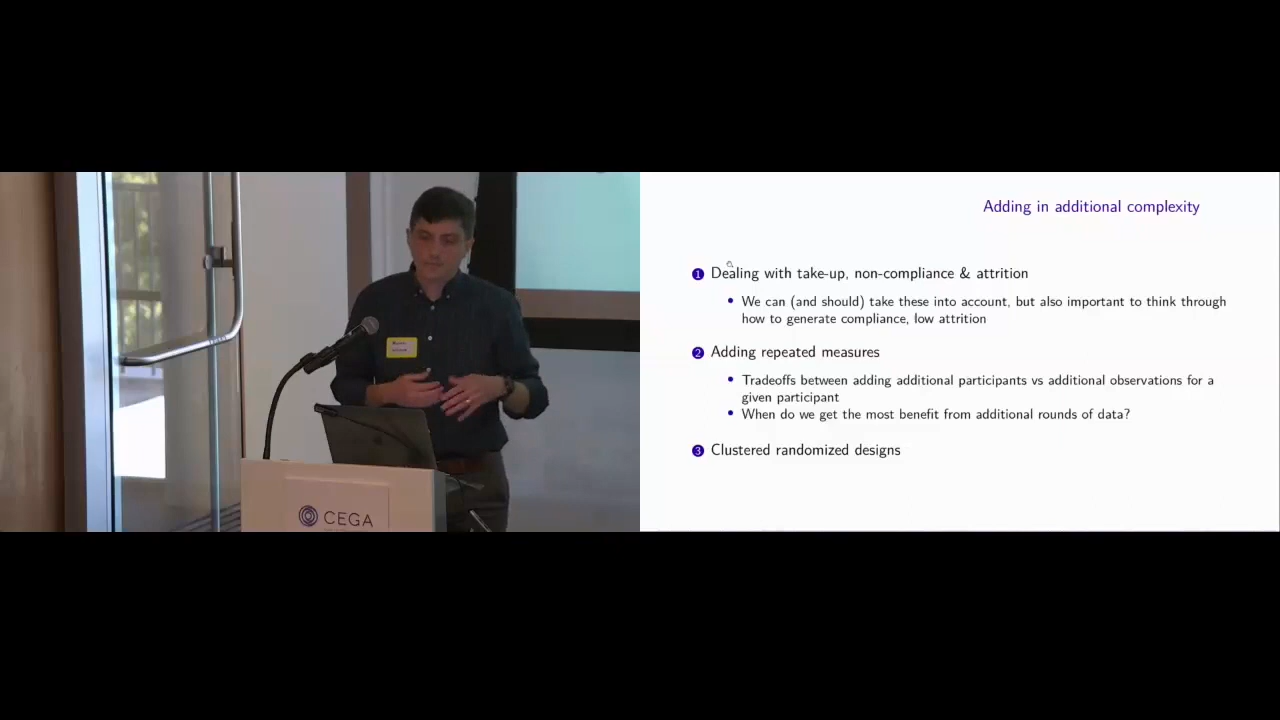 CEGA
Adding in additional complexity
1 Dealing with take-up, non-compliance & attrition
• We can (and should) take these into account, but also important to think through
how to generate compliance, low attrition
2 Adding repeated measures
• Tradeoffs between adding additional participants vs additional observations for a
given participant
• When do we get the most benefit from additional rounds of data?
3 Clustered randomized designs